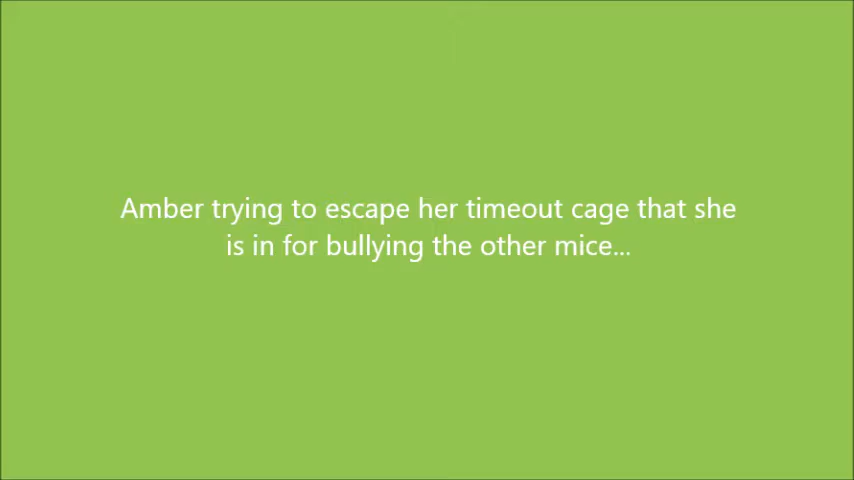 Amber trying to escape her timeout cage that she
is in for bullying the other mice...